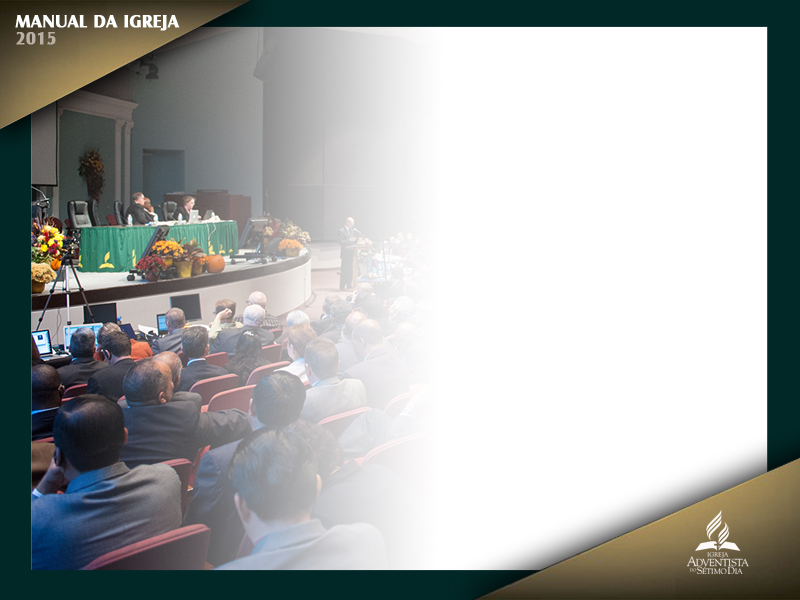 MANUAL DA IGREJA
2015
IGREJA
ADVENTISTA
DO SÉTIMO DIA